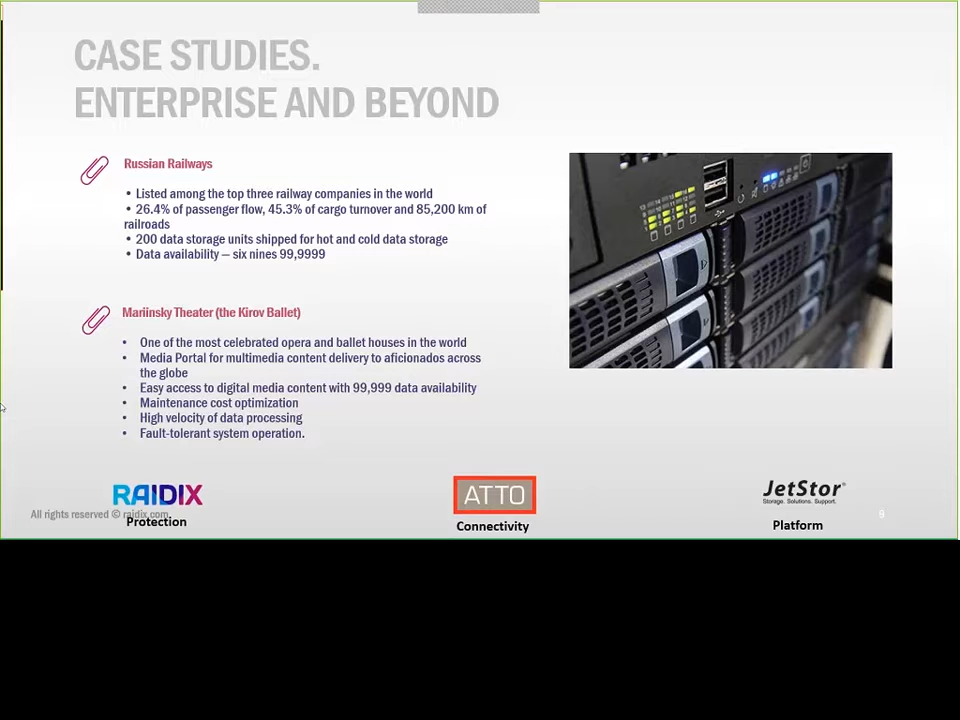 CASE STUDIES.
ENTERPRISE AND BEYOND
Russian Railways
• Listed among the top three railway companies in the world
• 26.4% of passenger flow, 45.3% of cargo turnover and 85,200 km of
railroads
• 200 data storage units shipped for hot and cold data storage
• Data availability — six nines 99,9999
Mariinsky Theater (the Kirov Ballet)
• One of the most celebrated opera and ballet houses in the world
• Media Portal for multimedia content delivery to aficionados across
the globe
• Easy access to digital media content with 99,999 data availability
• Maintenance cost optimization
• High velocity of data processing
• Fault-tolerant system operation.
RAIDIX
Protection
ATTO
Connectivity
JetStor®
Storage. Solutions. Support.
Platform
All rights reserved © raidix.com
9